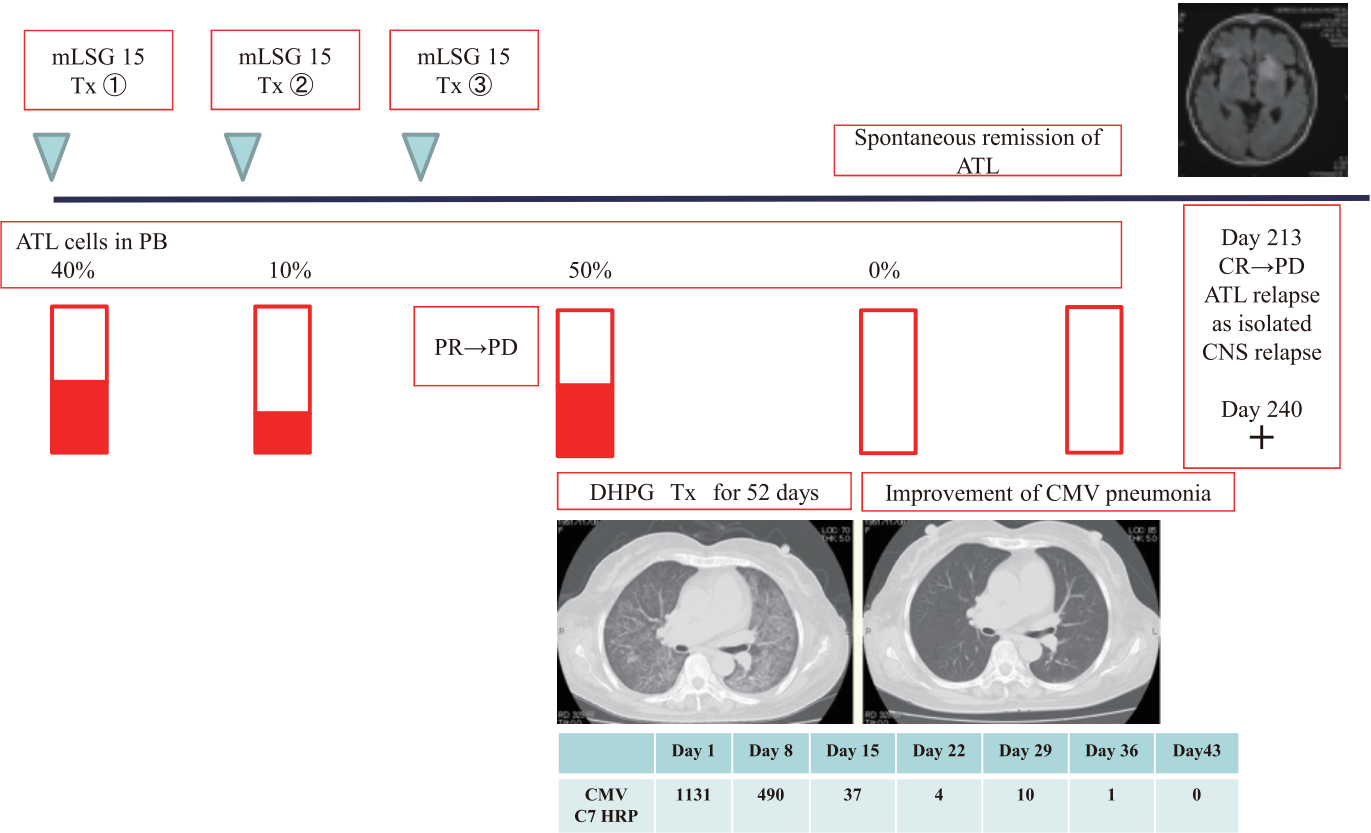 mLSG 15
Tx ①
mLSG 15
Tx ②
mLSG 15
Tx ③
Spontaneous remission of
ATL
ATL cells in PB
40% 10% 50% 0%
PR→PD
Day 213
CR→PD
ATL relapse
as isolated
CNS relapse
Day 240
+
DHPG Tx for 52 days
Improvement of CMV pneumonia
Day 1 Day 8 Day 15 Day 22 Day 29 Day 36 Day43
CMV
C7 HRP
1131 490 37 4 10 1 0